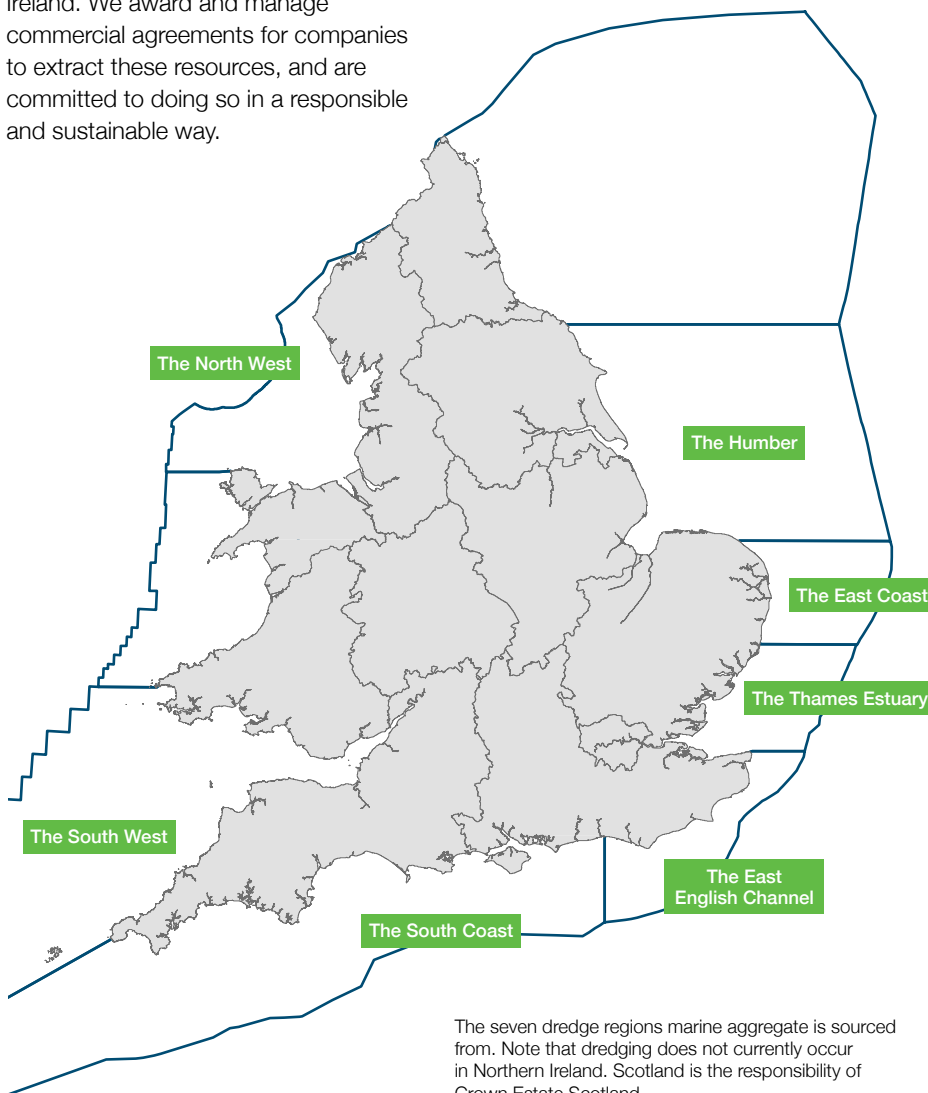 Ireland. We award and manage
commercial agreements for companies
to extract these resources, and are
committed to doing so in a responsible
and sustainable way.
The North West
The Humber
The East Coast
The Thames Estuary
The South West
The East
English Channel
The South Coast
The seven dredge regions marine aggregate is sourced
from. Note that dredging does not currently occur
in Northern Ireland. Scotland is the responsibility of
Crown Estate Scotland